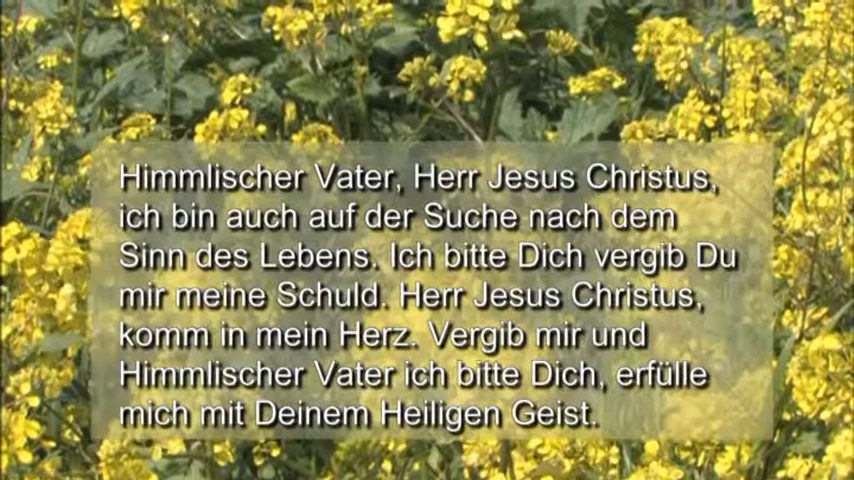 Himmlischer Vater, Herr Jesus Christus,
ich bin auch auf der Suche nach dem
Sinn des Lebens. Ich bitte Dich vergib Du
mir meine Schuld. Herr Jesus Christus,
komm in mein Herz. Vergib mir und
Himmlischer Vater ich bitte Dich, erfülle
mich mit Deinem Heiligen Geist.